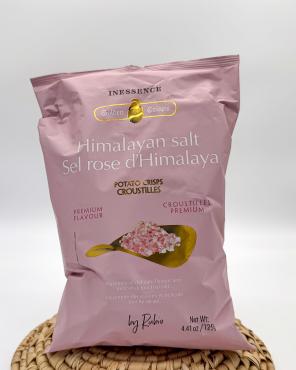 INESSENCE
Golden Crisps
Himalayan salt
Sel rose d'Himalaya
POTATO CRISPS
CROUSTILLES
PREMIUM
FLAVOUR
CROUSTILLES
PREMIUM
by Rubio
Net Wt:
4.41 oz/125g